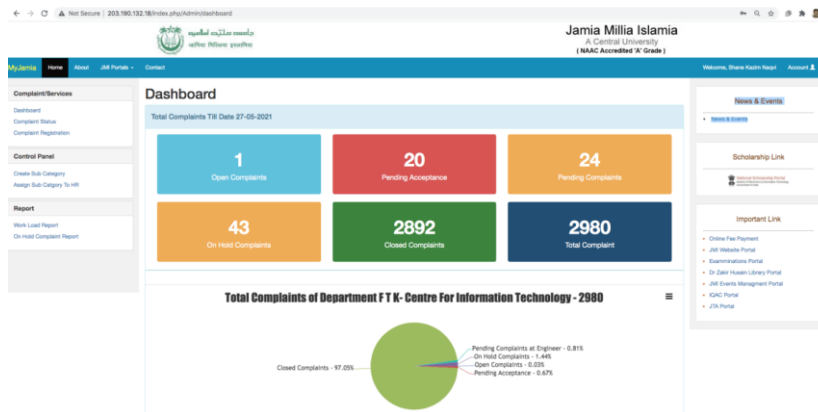 Not Secure | 203.190.132.18/index.php/Admin/dashboard
जामिया मिल्लिया इस्लामिया
Jamia Millia Islamia
A Central University
( NAAC Accredited 'A' Grade )
MyJamia Home About JMI Portals Contact Welcome, Account
Complaint/Services
Dashboard
Complaint Status
Complaint Registration
Control Panel
Create Sub Category
Assign Sub Catgory To HR
Report
Work Load Report
On Hold Complaint Report
Dashboard
Total Complaints Till Date 27-05-2021
1
Open Complaints
20
Pending Acceptance
24
Pending Complaints
43
On Hold Complaints
2892
Closed Complaints
2980
Total Complaint
Total Complaints of Department F T K- Centre For Information Technology - 2980
Closed Complaints - 97.05%
Pending Complaints at Engineer - 0.81%
On Hold Complaints - 1.44%
Open Complaints - 0.03%
Pending Acceptance - 0.67%
News & Events
News & Events
Scholarship Link
National Scholarship Portal
Important Link
Online Fee Payment
JMI Website Portal
Examminations Portal
Dr Zakir Husain Library Portal
JMI Events Managment Portal
IQAC Portal
JTA Portal